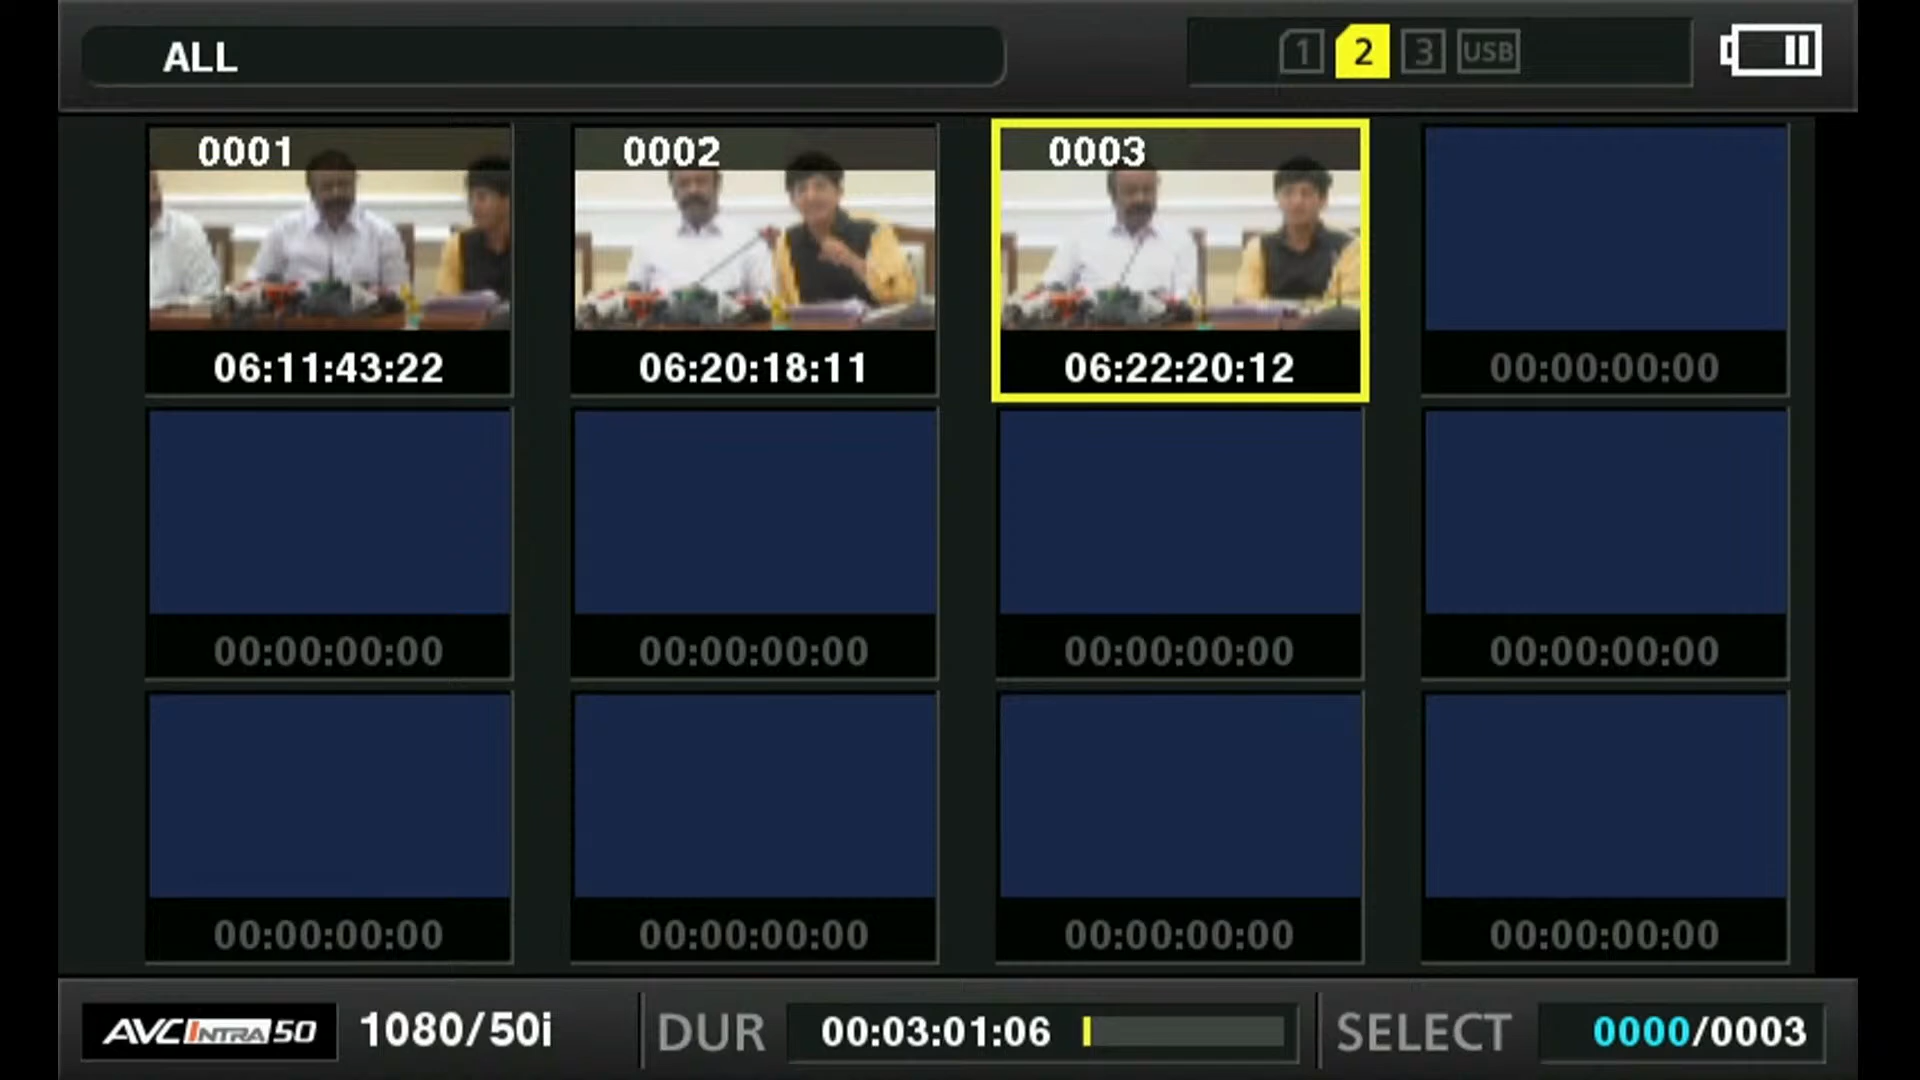 ALL
1 2 3 USB
0001 0002 0003
06:11:43:22 06:20:18:11 06:22:20:12 00:00:00:00
00:00:00:00 00:00:00:00 00:00:00:00 00:00:00:00
00:00:00:00 00:00:00:00 00:00:00:00 00:00:00:00
AVC INTRA 50 1080/50i DUR 00:03:01:06 SELECT 0000/0003